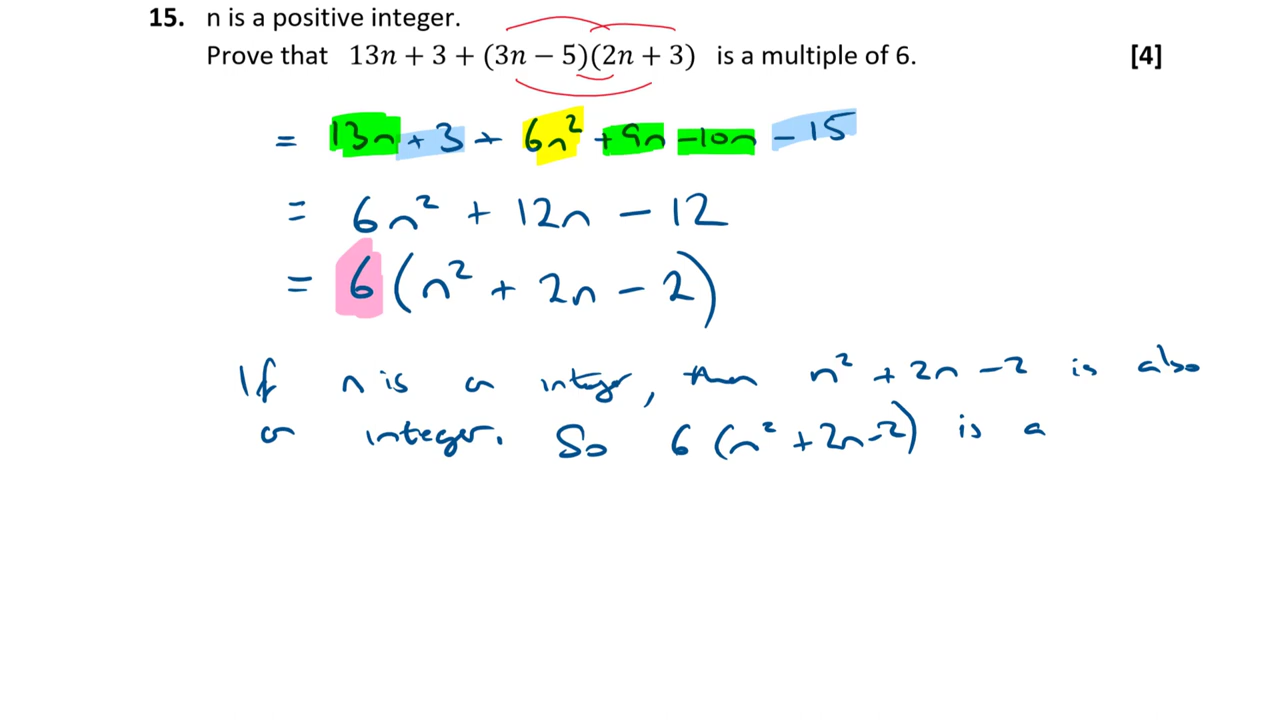 15. n is a positive integer.
Prove that 13n + 3 + (3n − 5)(2n + 3) is a multiple of 6. [4]
= 13n + 3 + 6n² + 9n − 10n − 15
= 6n² + 12n − 12
= 6(n² + 2n − 2)
If n is a integer, then n² + 2n − 2 is also
a integer. So 6(n² + 2n − 2) is a